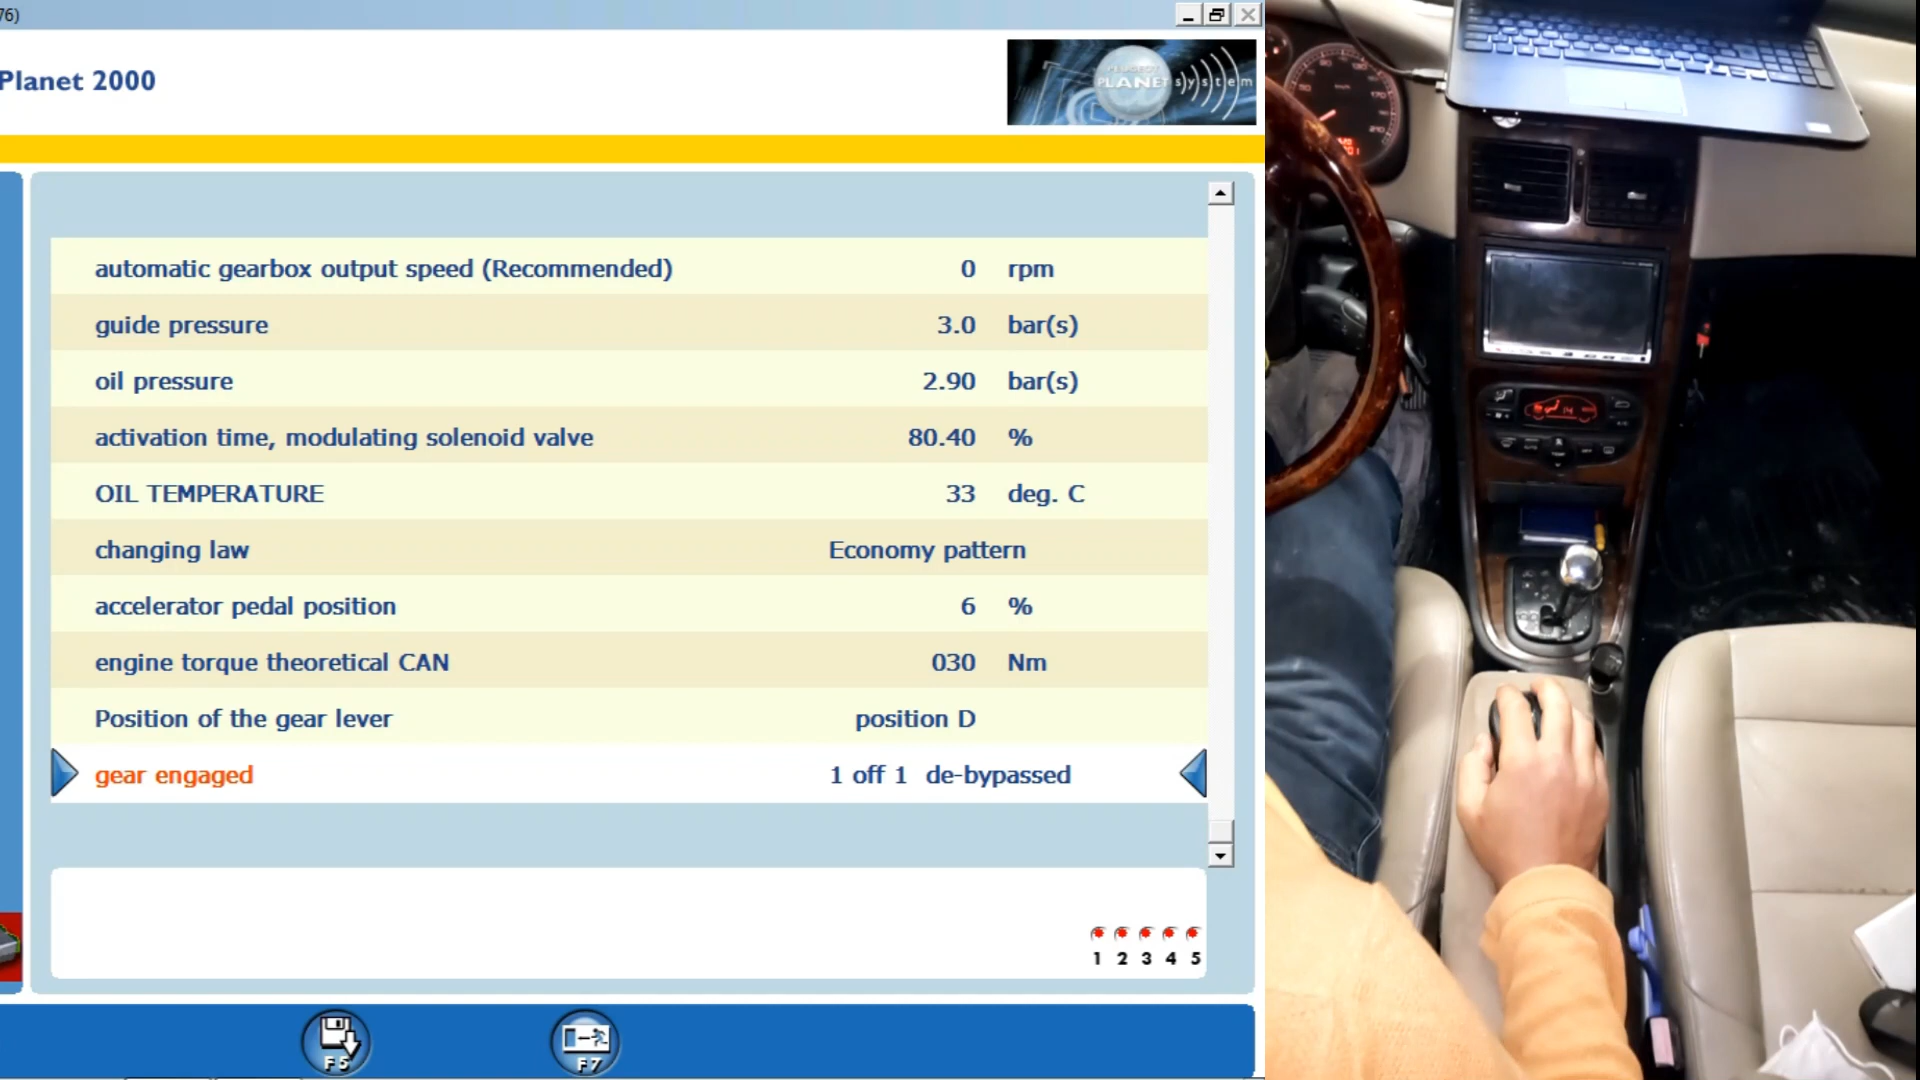 76)
Planet 2000
PEUGEOT
PLANET system
automatic gearbox output speed (Recommended) 0 rpm
guide pressure 3.0 bar(s)
oil pressure 2.90 bar(s)
activation time, modulating solenoid valve 80.40 %
OIL TEMPERATURE 33 deg. C
changing law Economy pattern
accelerator pedal position 6 %
engine torque theoretical CAN 030 Nm
Position of the gear lever position D
gear engaged 1 off 1 de-bypassed
1 2 3 4 5
F5
F7
14